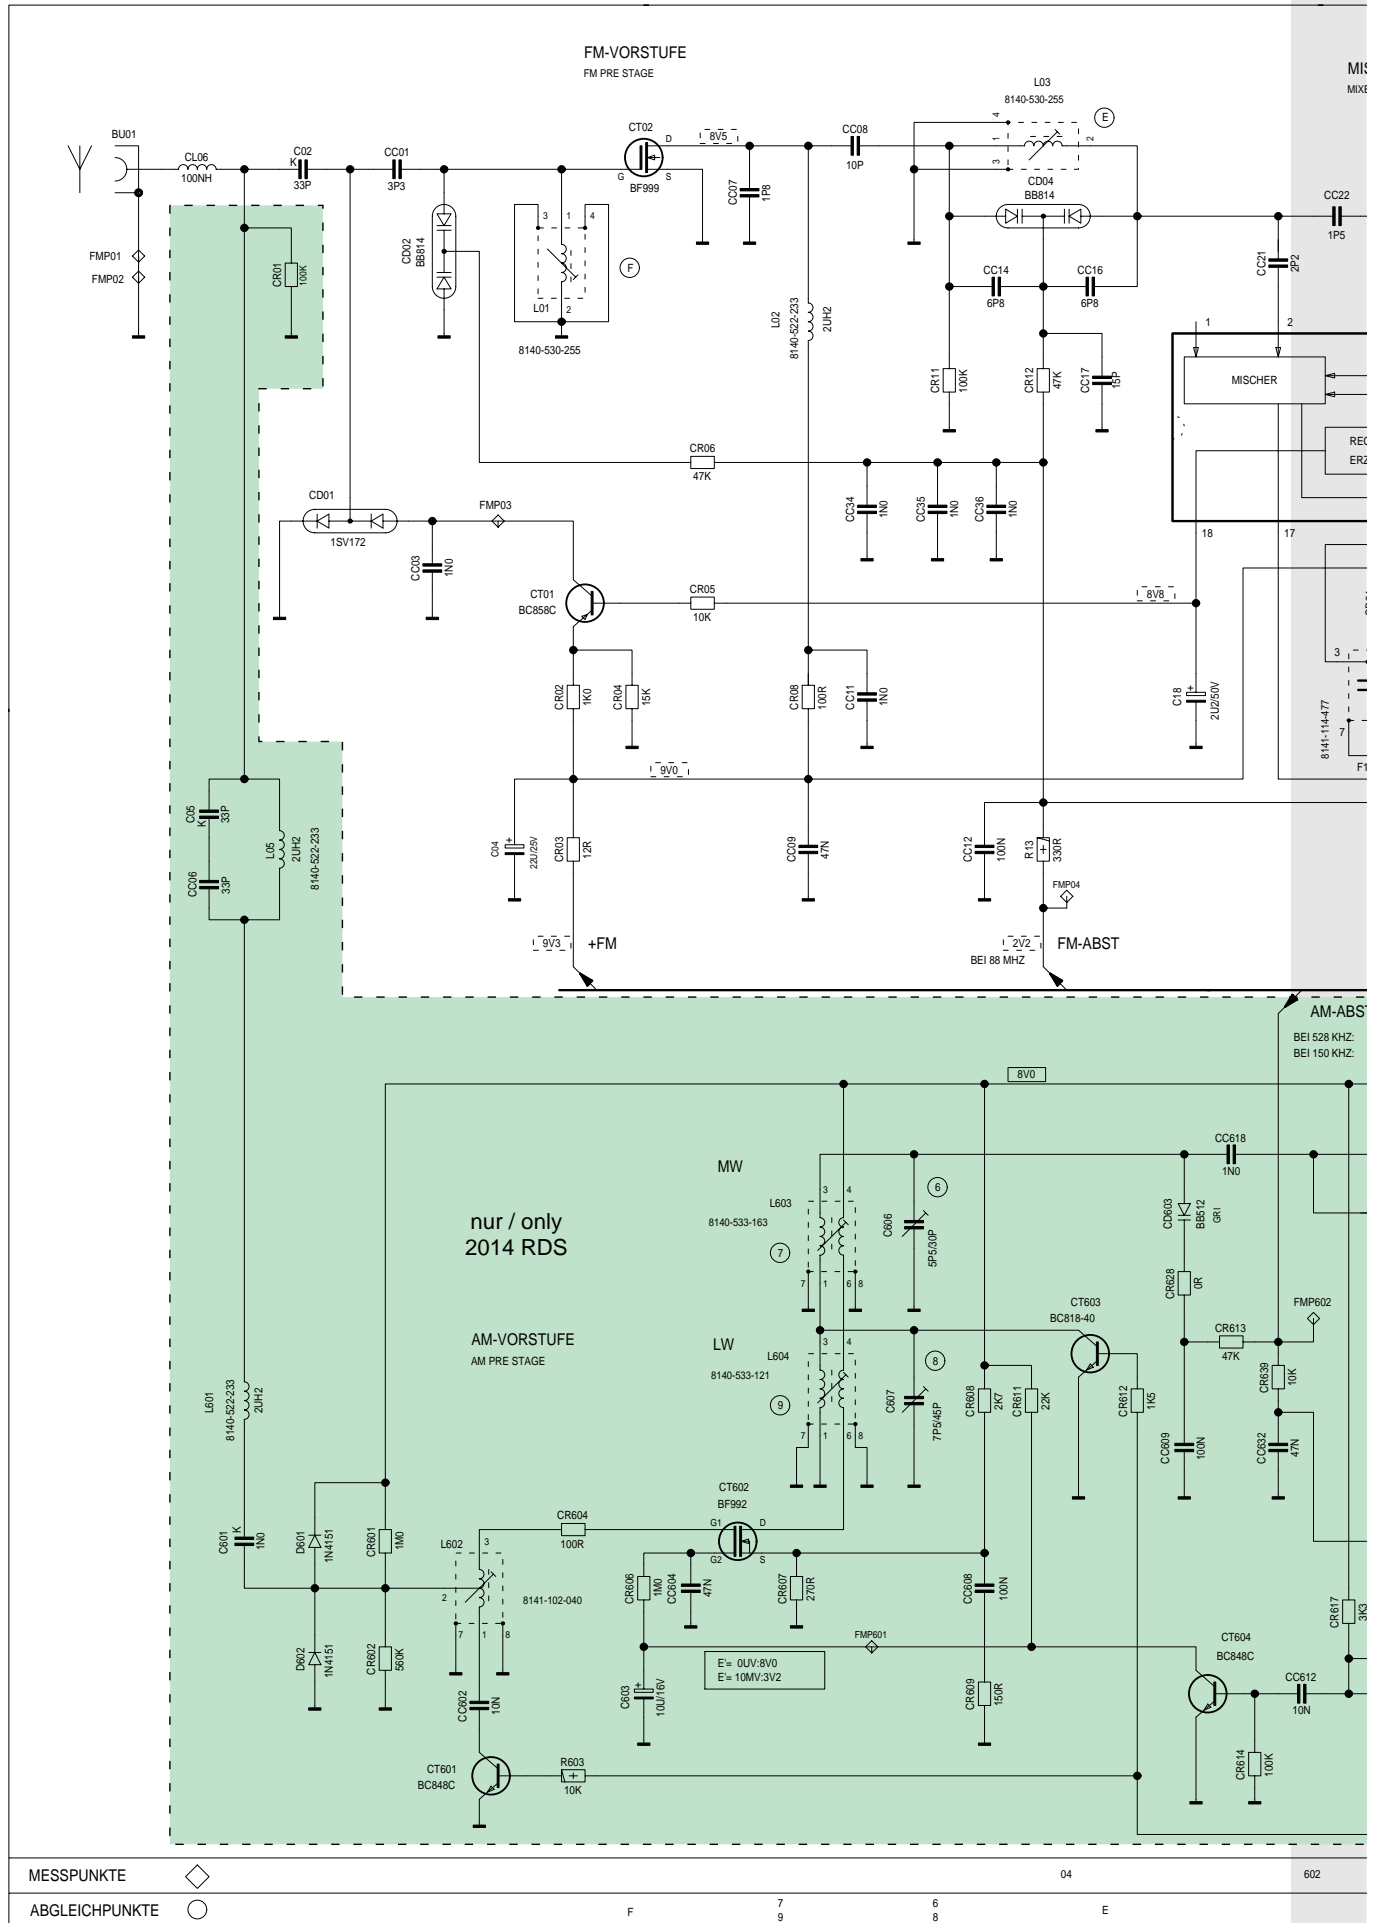 FM-VORSTUFE
FM PRE STAGE
MIS
MIXE
L03
8140-530-255
E
4
1
2
3
BU01
CL06
100NH
C02
K
33P
CC01
3P3
CT02
D
G
S
BF999
8V5
CC07
1P8
CC08
10P
CD04
BB814
CC22
1P5
CC21
2P2
FMP01
FMP02
CR01
100K
CD02
BB814
3
1
4
L01
2
8140-530-255
F
L02
8140-522-233
2UH2
CC14
6P8
CC16
6P8
1
2
MISCHER
CR11
100K
CR12
47K
CC17
15P
REG
ERZ
CR06
47K
CD01
1SV172
FMP03
CC03
1N0
CC34
1N0
CC35
1N0
CC36
1N0
18
17
CT01
BC858C
CR05
10K
8V8
3
CR02
1K0
CR04
15K
CR08
100R
CC11
1N0
C18
+
2U2/50V
8141-114-477
7
F1
9V0
C05
K
33P
L05
2UH2
8140-522-233
CC06
33P
C04
+
22U/25V
CR03
12R
CC09
47N
CC12
100N
R13
330R
FMP04
9V3
+FM
2V2
FM-ABST
BEI 88 MHZ
AM-ABST
BEI 528 KHZ:
BEI 150 KHZ:
8V0
MW
CC618
1N0
3
4
L603
8140-533-163
7
7
1
6
8
C606
5P5/30P
6
CD603
BB512
GRI
nur / only
2014 RDS
CR628
0R
FMP602
CT603
BC818-40
AM-VORSTUFE
AM PRE STAGE
LW
3
4
L604
8140-533-121
9
7
1
6
8
C607
7P5/45P
8
CR613
47K
CR639
10K
L601
8140-522-233
2UH2
CR608
2K7
CR611
22K
CR612
1K5
CC609
100N
CC632
47N
CT602
BF992
G1
D
G2
S
C601
K
1N0
D601
1N4151
CR601
1M0
L602
3
2
7
1
8
8141-102-040
CR604
100R
CR606
1M0
CC604
47N
CR607
270R
CC608
100N
CR617
3K3
D602
1N4151
CR602
560K
FMP601
E'= 0UV:8V0
E'= 10MV:3V2
CT604
BC848C
CC602
10N
C603
+
10U/16V
CR609
150R
CC612
10N
CT601
BC848C
R603
10K
CR614
100K
MESSPUNKTE
04
602
ABGLEICHPUNKTE
F
7
9
6
8
E